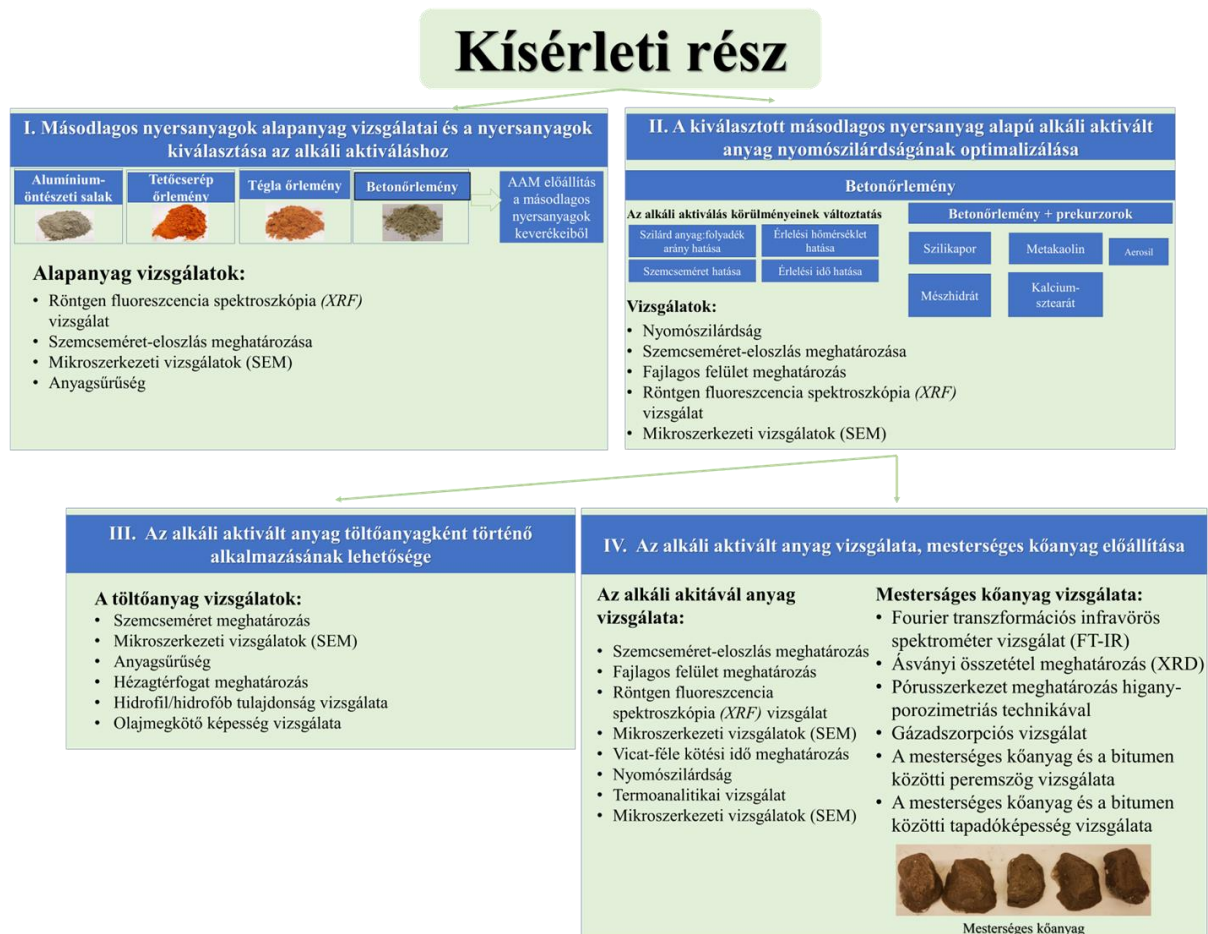 Kísérleti rész
I. Másodlagos nyersanyagok alapanyag vizsgálatai és a nyersanyagok
kiválasztása az alkáli aktiváláshoz
Alumínium-
öntészeti salak
Tetőcserép
őrlemény
Tégla őrlemény
Betonőrlemény
AAM előállítás
a másodlagos
nyersanyagok
keverékeiből
Alapanyag vizsgálatok:
• Röntgen fluoreszcencia spektroszkópia (XRF)
vizsgálat
• Szemcseméret-eloszlás meghatározása
• Mikroszerkezeti vizsgálatok (SEM)
• Anyagsűrűség
II. A kiválasztott másodlagos nyersanyag alapú alkáli aktivált
anyag nyomószilárdságának optimalizálása
Betonőrlemény
Az alkáli aktiválás körülményeinek változtatás
Szilárd anyag:folyadék
arány hatása
Érlelési hőmérséklet
hatása
Szemcseméret hatása
Érlelési idő hatása
Betonőrlemény + prekurzorok
Szilikapor
Metakaolin
Aerosil
Mészhidrát
Kalcium-
sztearát
Vizsgálatok:
• Nyomószilárdság
• Szemcseméret-eloszlás meghatározása
• Fajlagos felület meghatározás
• Röntgen fluoreszcencia spektroszkópia (XRF)
vizsgálat
• Mikroszerkezeti vizsgálatok (SEM)
III. Az alkáli aktivált anyag töltőanyagként történő
alkalmazásának lehetősége
A töltőanyag vizsgálatok:
• Szemcseméret meghatározás
• Mikroszerkezeti vizsgálatok (SEM)
• Anyagsűrűség
• Hézagtérfogat meghatározás
• Hidrofil/hidrofób tulajdonság vizsgálata
• Olajmegkötő képesség vizsgálata
IV. Az alkáli aktivált anyag vizsgálata, mesterséges kőanyag előállítása
Az alkáli akitávál anyag
vizsgálata:
• Szemcseméret-eloszlás meghatározás
• Fajlagos felület meghatározás
• Röntgen fluoreszcencia
spektroszkópia (XRF) vizsgálat
• Mikroszerkezeti vizsgálatok (SEM)
• Vicat-féle kötési idő meghatározás
• Nyomószilárdság
• Termoanalitikai vizsgálat
• Mikroszerkezeti vizsgálatok (SEM)
Mesterságes kőanyag vizsgálata:
• Fourier transzformációs infravörös
spektrométer vizsgálat (FT-IR)
• Ásványi összetétel meghatározás (XRD)
• Pórusszerkezet meghatározás higany-
porozimetriás technikával
• Gázadszorpciós vizsgálat
• A mesterséges kőanyag és a bitumen
közötti peremszög vizsgálata
• A mesterséges kőanyag és a bitumen
közötti tapadóképesség vizsgálata
Mesterséges kőanyag